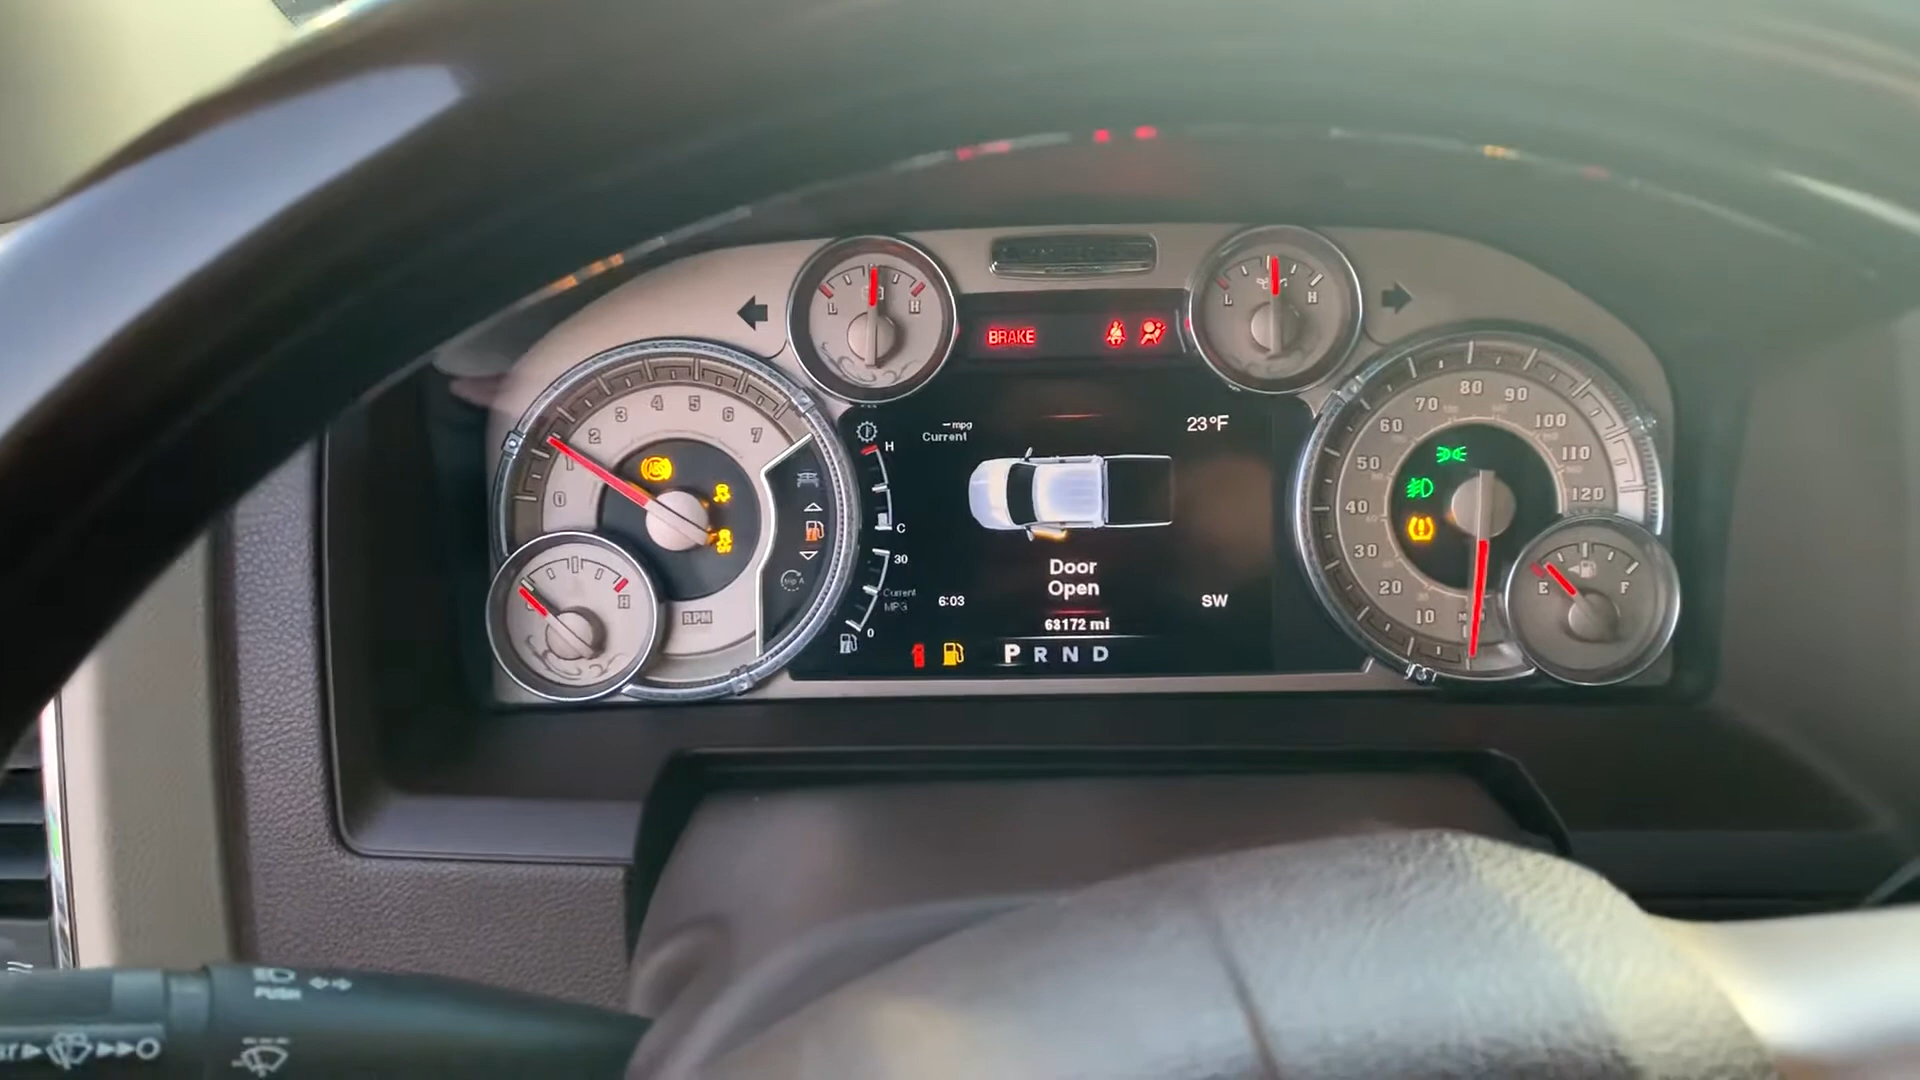 L H
L H
BRAKE
0 1 2 3 4 5 6 7
RPM
ABS
OFF
H
trip A
H
C
30
Current
MPG
0
– mpg
Current
23°F
Door
Open
6:03
SW
68172 mi
P R N D
10 20 30 40 50 60 70 80 90 100 110 120
E F
PUSH